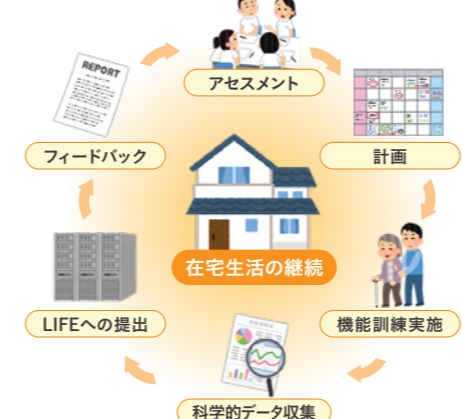 アセスメント
REPORT
フィードバック
計画
在宅生活の継続
LIFEへの提出
機能訓練実施
科学的データ収集